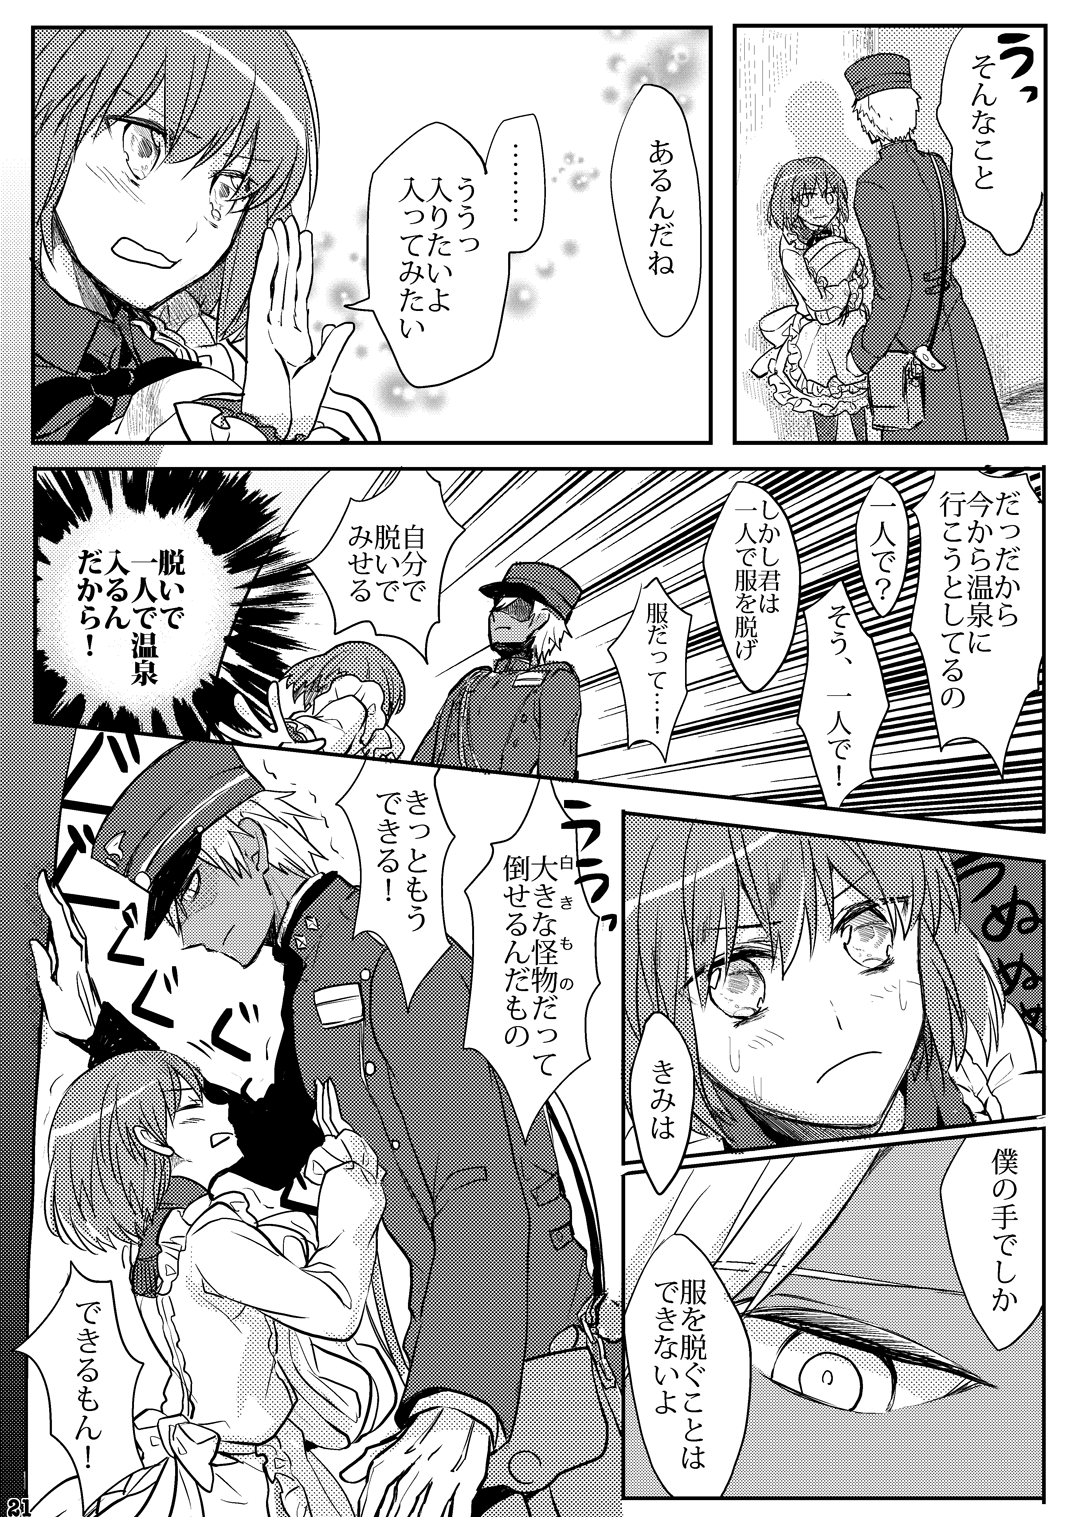 うっ
そんなこと
あるんだね
………
ううっ
入りたいよ
入ってみたい
だっだから
今から温泉に
行こうとしてるの
一人で?
そう、一人で!
しかし君は
一人で服を脱げ
服だって…!
自分で
脱いで
みせる
脱いで
一人で温泉
入るん
だから!
うぬぬぬ
きみは
僕の手でしか
服を脱ぐことは
できないよ
ううっ
大きな怪物だって
白きもの
倒せるんだもの
きっともう
できる!
ぐぐぐ
できるもん!
21